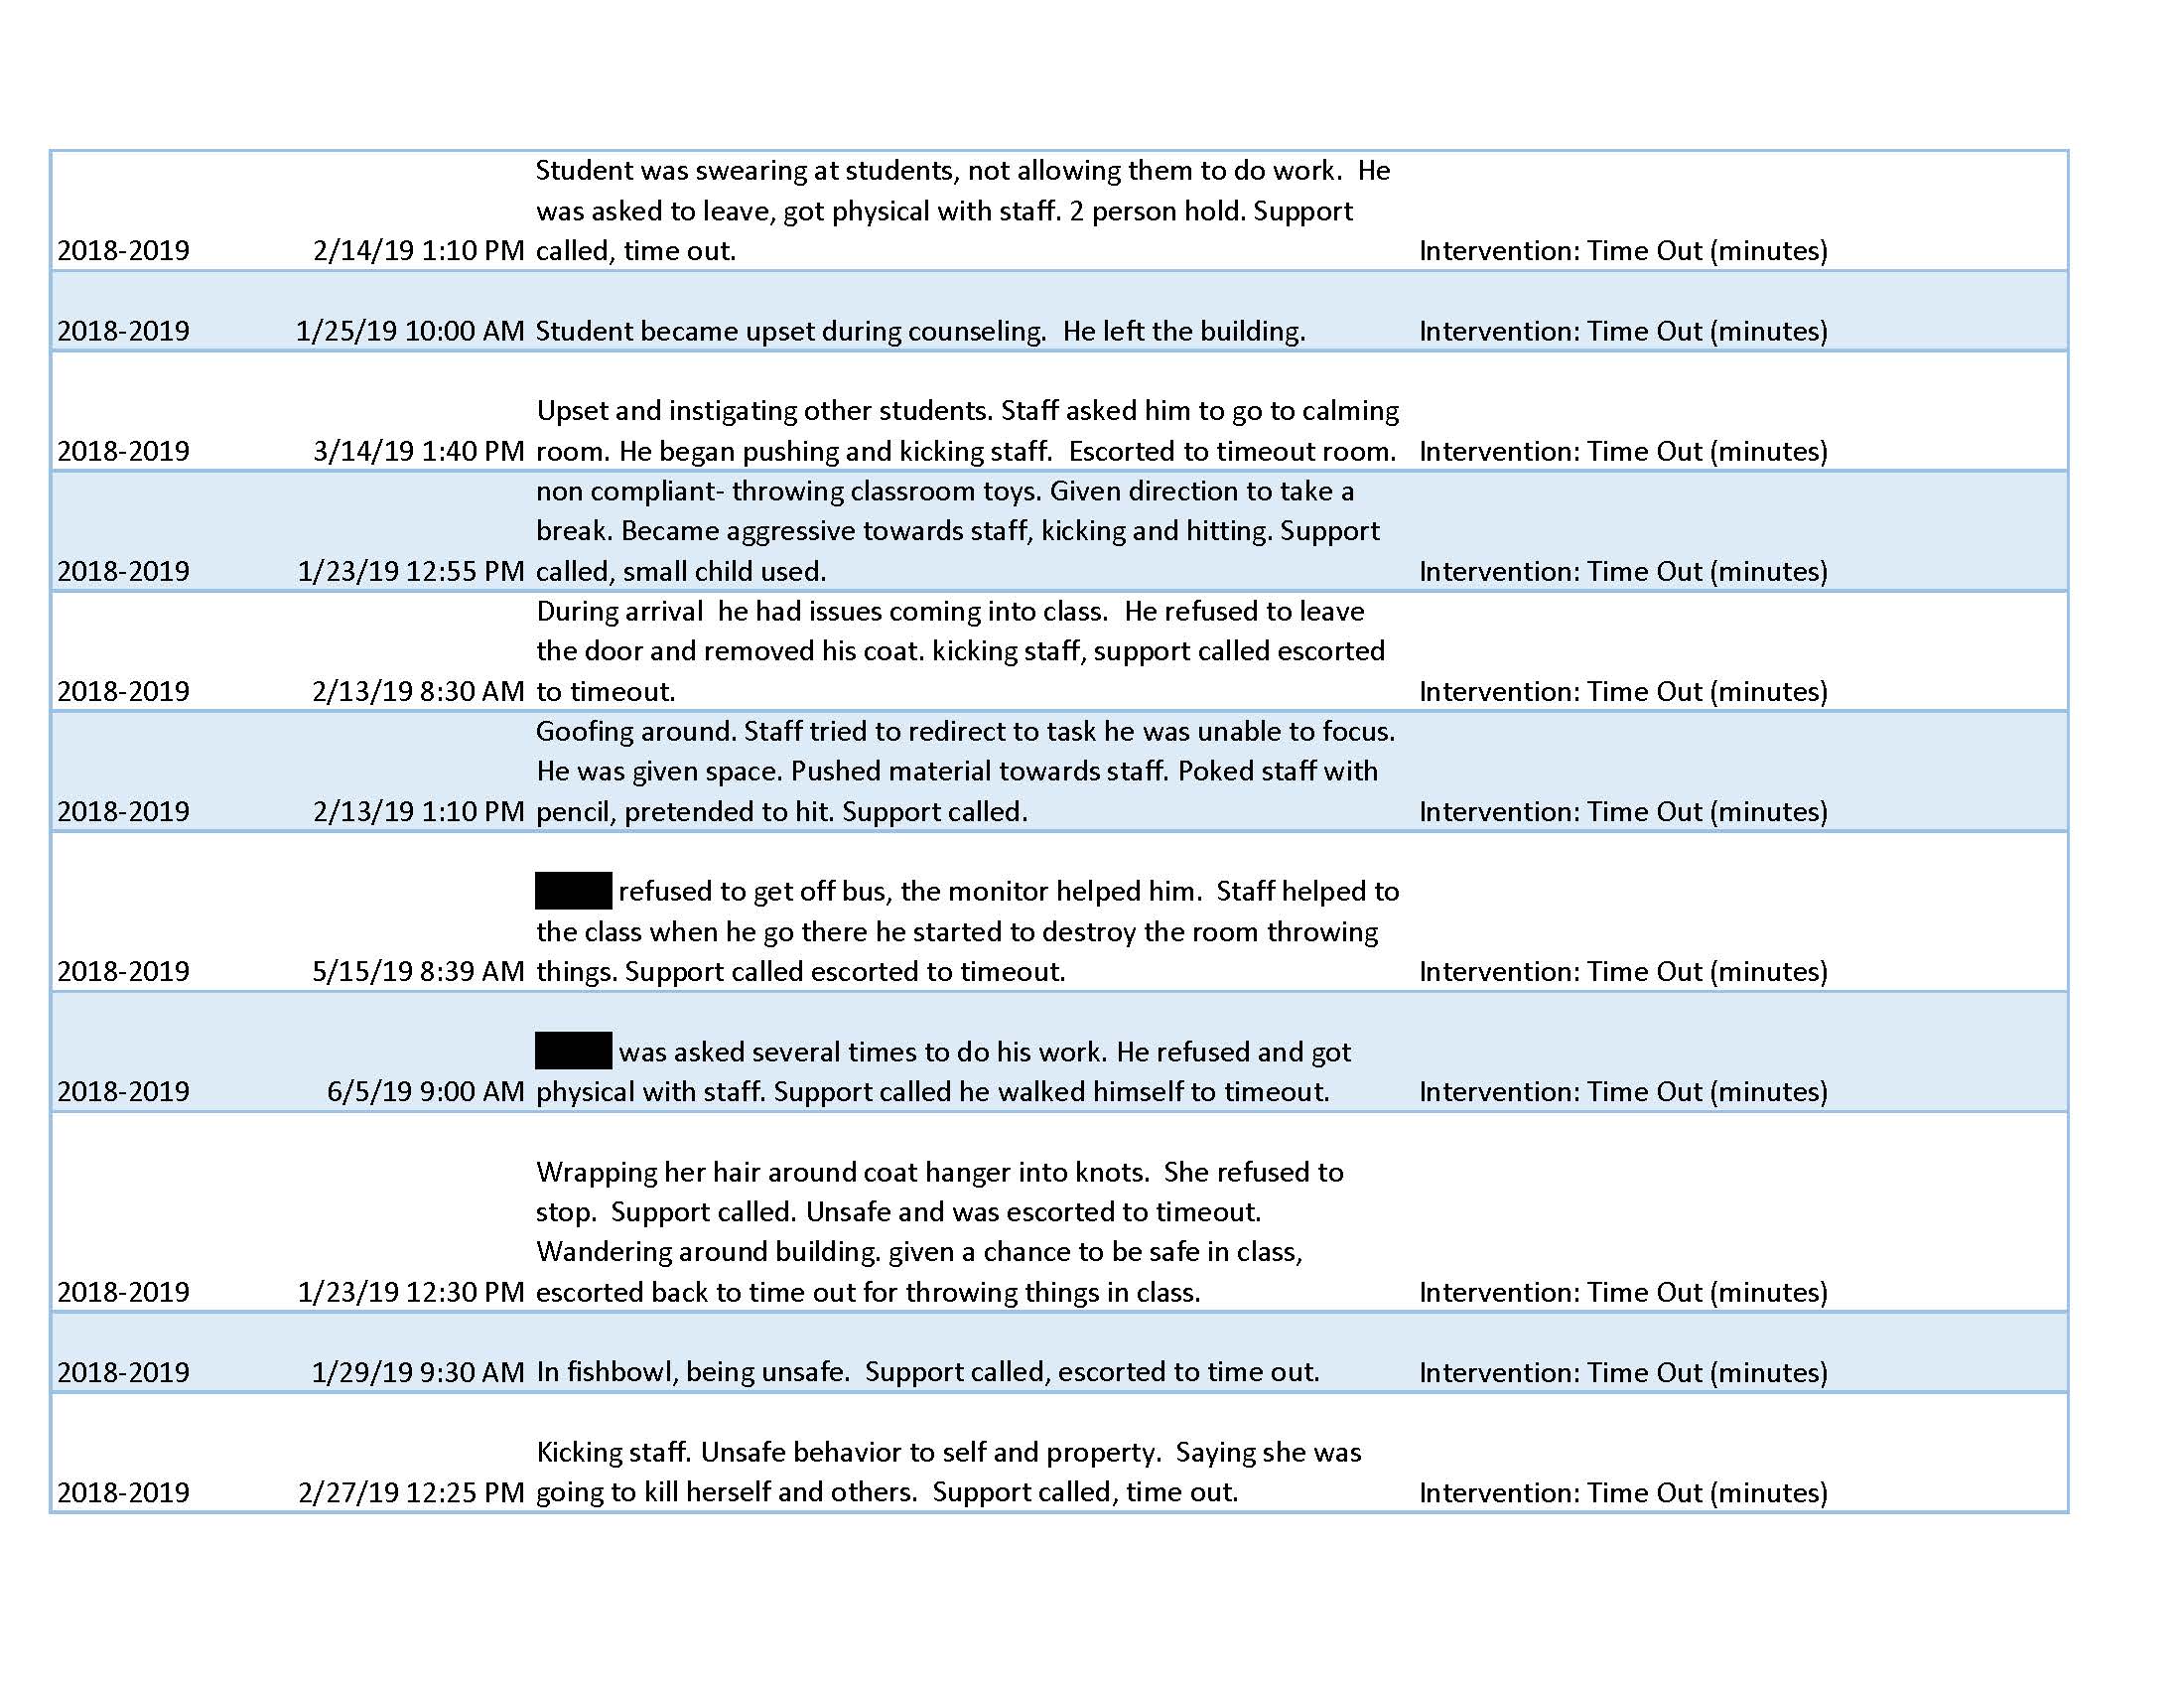 Student was swearing at students, not allowing them to do work.  He
was asked to leave, got physical with staff. 2 person hold. Support
2018-2019 2/14/19 1:10 PM called, time out. Intervention: Time Out (minutes)
2018-2019 1/25/19 10:00 AM Student became upset during counseling.  He left the building. Intervention: Time Out (minutes)
Upset and instigating other students. Staff asked him to go to calming
2018-2019 3/14/19 1:40 PM room. He began pushing and kicking staff.  Escorted to timeout room. Intervention: Time Out (minutes)
non compliant- throwing classroom toys. Given direction to take a
break. Became aggressive towards staff, kicking and hitting. Support
2018-2019 1/23/19 12:55 PM called, small child used. Intervention: Time Out (minutes)
During arrival  he had issues coming into class.  He refused to leave
the door and removed his coat. kicking staff, support called escorted
2018-2019 2/13/19 8:30 AM to timeout. Intervention: Time Out (minutes)
Goofing around. Staff tried to redirect to task he was unable to focus.
He was given space. Pushed material towards staff. Poked staff with
2018-2019 2/13/19 1:10 PM pencil, pretended to hit. Support called. Intervention: Time Out (minutes)
refused to get off bus, the monitor helped him.  Staff helped to
the class when he go there he started to destroy the room throwing
2018-2019 5/15/19 8:39 AM things. Support called escorted to timeout. Intervention: Time Out (minutes)
was asked several times to do his work. He refused and got
2018-2019 6/5/19 9:00 AM physical with staff. Support called he walked himself to timeout. Intervention: Time Out (minutes)
Wrapping her hair around coat hanger into knots.  She refused to
stop.  Support called. Unsafe and was escorted to timeout.
Wandering around building. given a chance to be safe in class,
2018-2019 1/23/19 12:30 PM escorted back to time out for throwing things in class. Intervention: Time Out (minutes)
2018-2019 1/29/19 9:30 AM In fishbowl, being unsafe.  Support called, escorted to time out. Intervention: Time Out (minutes)
Kicking staff. Unsafe behavior to self and property.  Saying she was
2018-2019 2/27/19 12:25 PM going to kill herself and others.  Support called, time out. Intervention: Time Out (minutes)